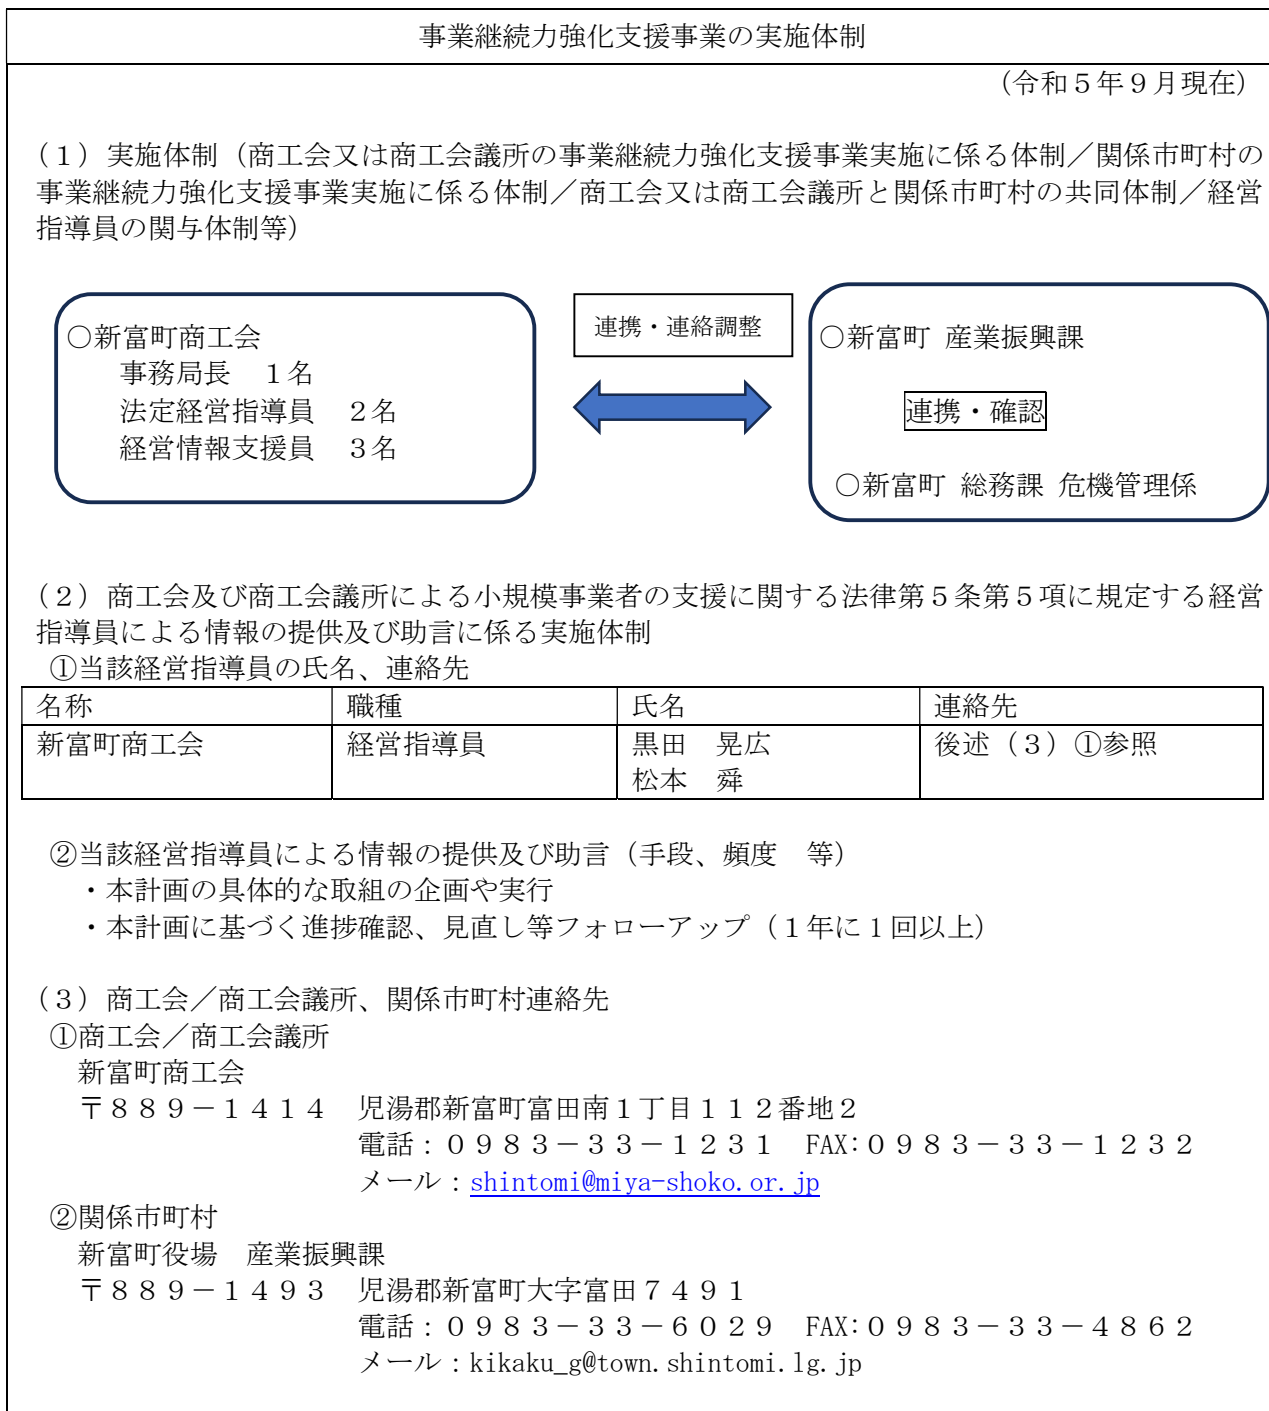 事業継続力強化支援事業の実施体制
（令和５年９月現在）
（１）実施体制（商工会又は商工会議所の事業継続力強化支援事業実施に係る体制／関係市町村の
事業継続力強化支援事業実施に係る体制／商工会又は商工会議所と関係市町村の共同体制／経営
指導員の関与体制等）
○新富町商工会
事務局長　１名
法定経営指導員　２名
経営情報支援員　３名
連携・連絡調整
○新富町 産業振興課
連携・確認
○新富町 総務課 危機管理係
（２）商工会及び商工会議所による小規模事業者の支援に関する法律第５条第５項に規定する経営
指導員による情報の提供及び助言に係る実施体制
①当該経営指導員の氏名、連絡先
名称　職種　氏名　連絡先
新富町商工会　経営指導員　黒田　晃広　後述（３）①参照
松本　舜
②当該経営指導員による情報の提供及び助言（手段、頻度　等）
・本計画の具体的な取組の企画や実行
・本計画に基づく進捗確認、見直し等フォローアップ（１年に1回以上）
（３）商工会／商工会議所、関係市町村連絡先
①商工会／商工会議所
新富町商工会
〒８８９－１４１４　児湯郡新富町富田南１丁目１１２番地２
電話：０９８３－３３－１２３１　FAX:０９８３－３３－１２３２
メール：shintomi@miya-shoko.or.jp
②関係市町村
新富町役場　産業振興課
〒８８９－１４９３　児湯郡新富町大字富田７４９１
電話：０９８３－３３－６０２９　FAX:０９８３－３３－４８６２
メール：kikaku_g@town.shintomi.lg.jp